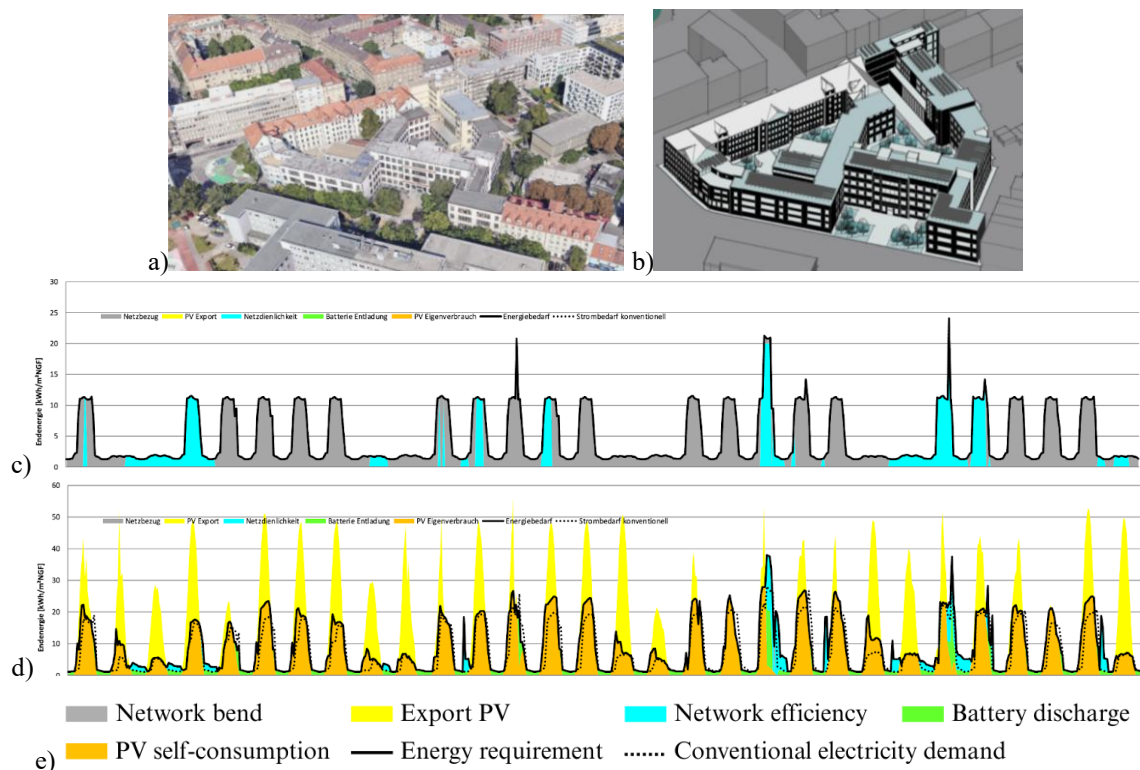 a)
b)
30
Netzbezug PV Export Netzdienlichkeit Batterie Entladung PV Eigenverbrauch Energiebedarf Strombedarf konventionell
25
20
15
10
5
0
Endenergie [kWh/m²NGF]
c)
60
Netzbezug PV Export Netzdienlichkeit Batterie Entladung PV Eigenverbrauch Energiebedarf Strombedarf konventionell
50
40
30
20
10
0
Endenergie [kWh/m²NGF]
d)
Network bend Export PV Network efficiency Battery discharge
PV self-consumption Energy requirement Conventional electricity demand
e)